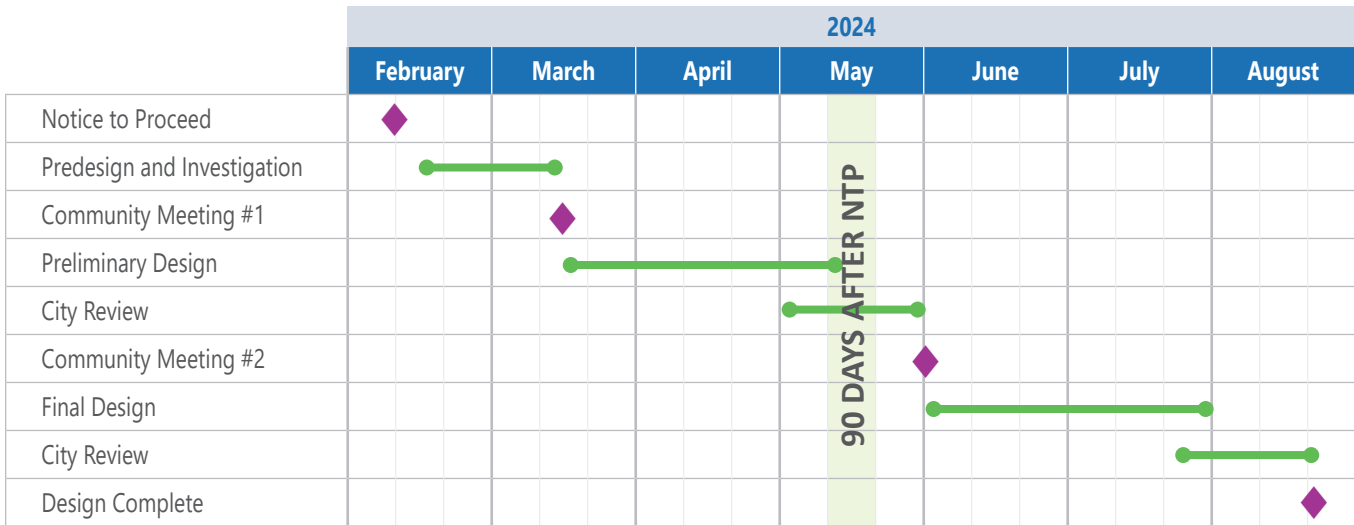 2024
February March April May June July August
Notice to Proceed
Predesign and Investigation
Community Meeting #1
Preliminary Design
City Review
Community Meeting #2
Final Design
City Review
Design Complete
90 DAYS AFTER NTP